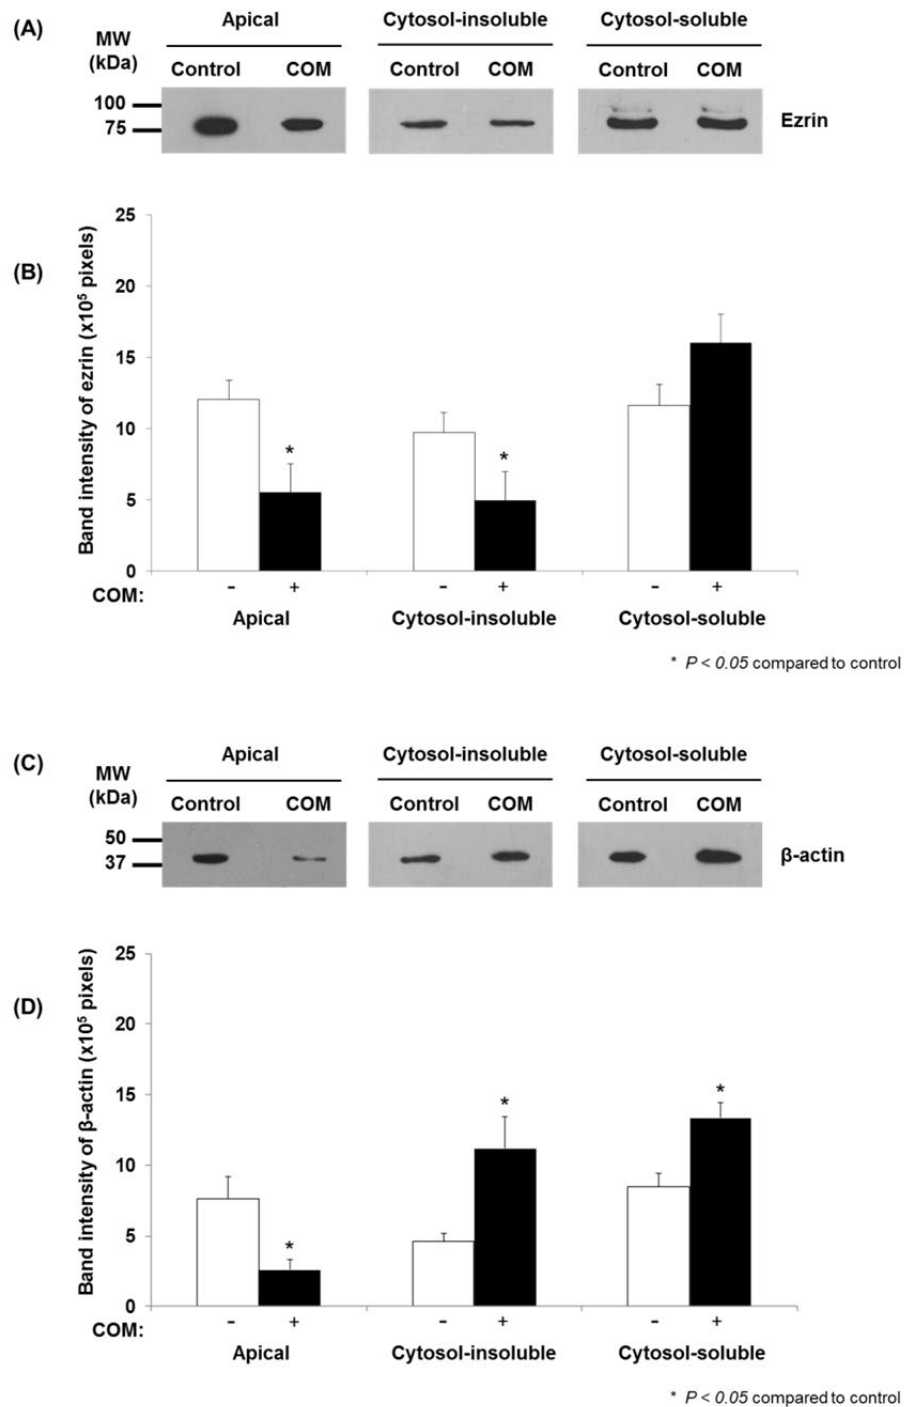 (A)
Apical Cytosol-insoluble Cytosol-soluble
MW
(kDa)
Control COM Control COM Control COM
100
75
Ezrin
(B)
Band intensity of ezrin (x10⁵ pixels)
25
20
15
10
5
0
* *
COM: - + - + - +
Apical Cytosol-insoluble Cytosol-soluble
* P < 0.05 compared to control
(C)
Apical Cytosol-insoluble Cytosol-soluble
MW
(kDa)
Control COM Control COM Control COM
50
37
β-actin
(D)
Band intensity of β-actin (x10⁵ pixels)
25
20
15
10
5
0
* * *
COM: - + - + - +
Apical Cytosol-insoluble Cytosol-soluble
* P < 0.05 compared to control